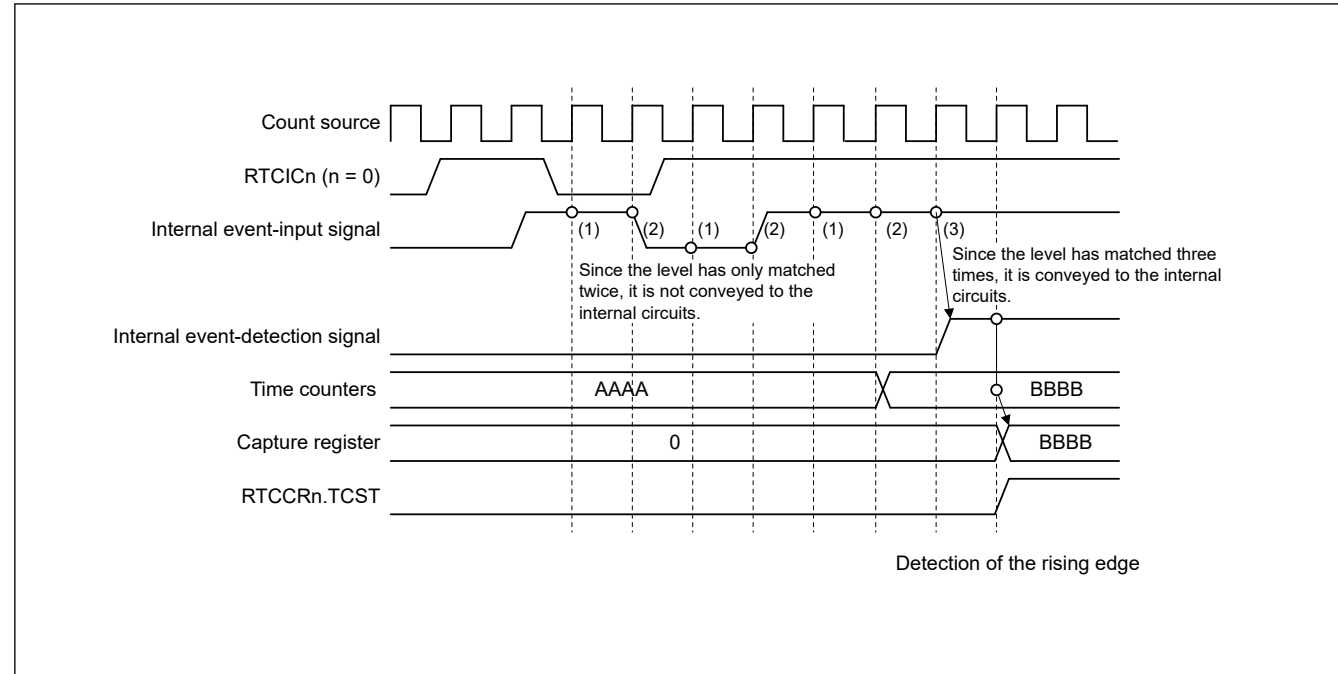 Count source
RTCICn (n = 0)
Internal event-input signal
(1) (2) (1) (2) (1) (2) (3)
Since the level has only matched
twice, it is not conveyed to the
internal circuits.
Since the level has matched three
times, it is conveyed to the internal
circuits.
Internal event-detection signal
Time counters
AAAA
BBBB
Capture register
0
BBBB
RTCCRn.TCST
Detection of the rising edge